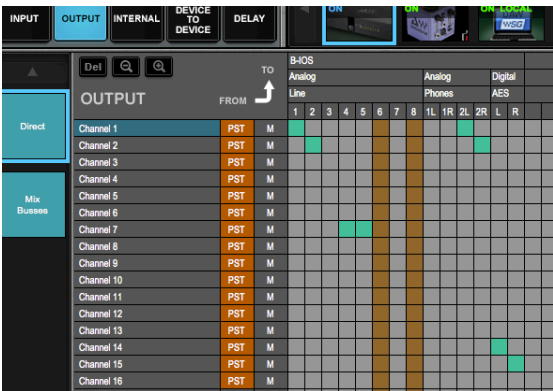 INPUT OUTPUT INTERNAL DEVICE TO DEVICE DELAY
ON ON ON LOCAL
WSG
Del
OUTPUT FROM TO
B-IOS
Analog Analog Digital
Line Phones AES
1 2 3 4 5 6 7 8 1L 1R 2L 2R L R
Direct
Mix Busses
Channel 1 PST M
Channel 2 PST M
Channel 3 PST M
Channel 4 PST M
Channel 5 PST M
Channel 6 PST M
Channel 7 PST M
Channel 8 PST M
Channel 9 PST M
Channel 10 PST M
Channel 11 PST M
Channel 12 PST M
Channel 13 PST M
Channel 14 PST M
Channel 15 PST M
Channel 16 PST M